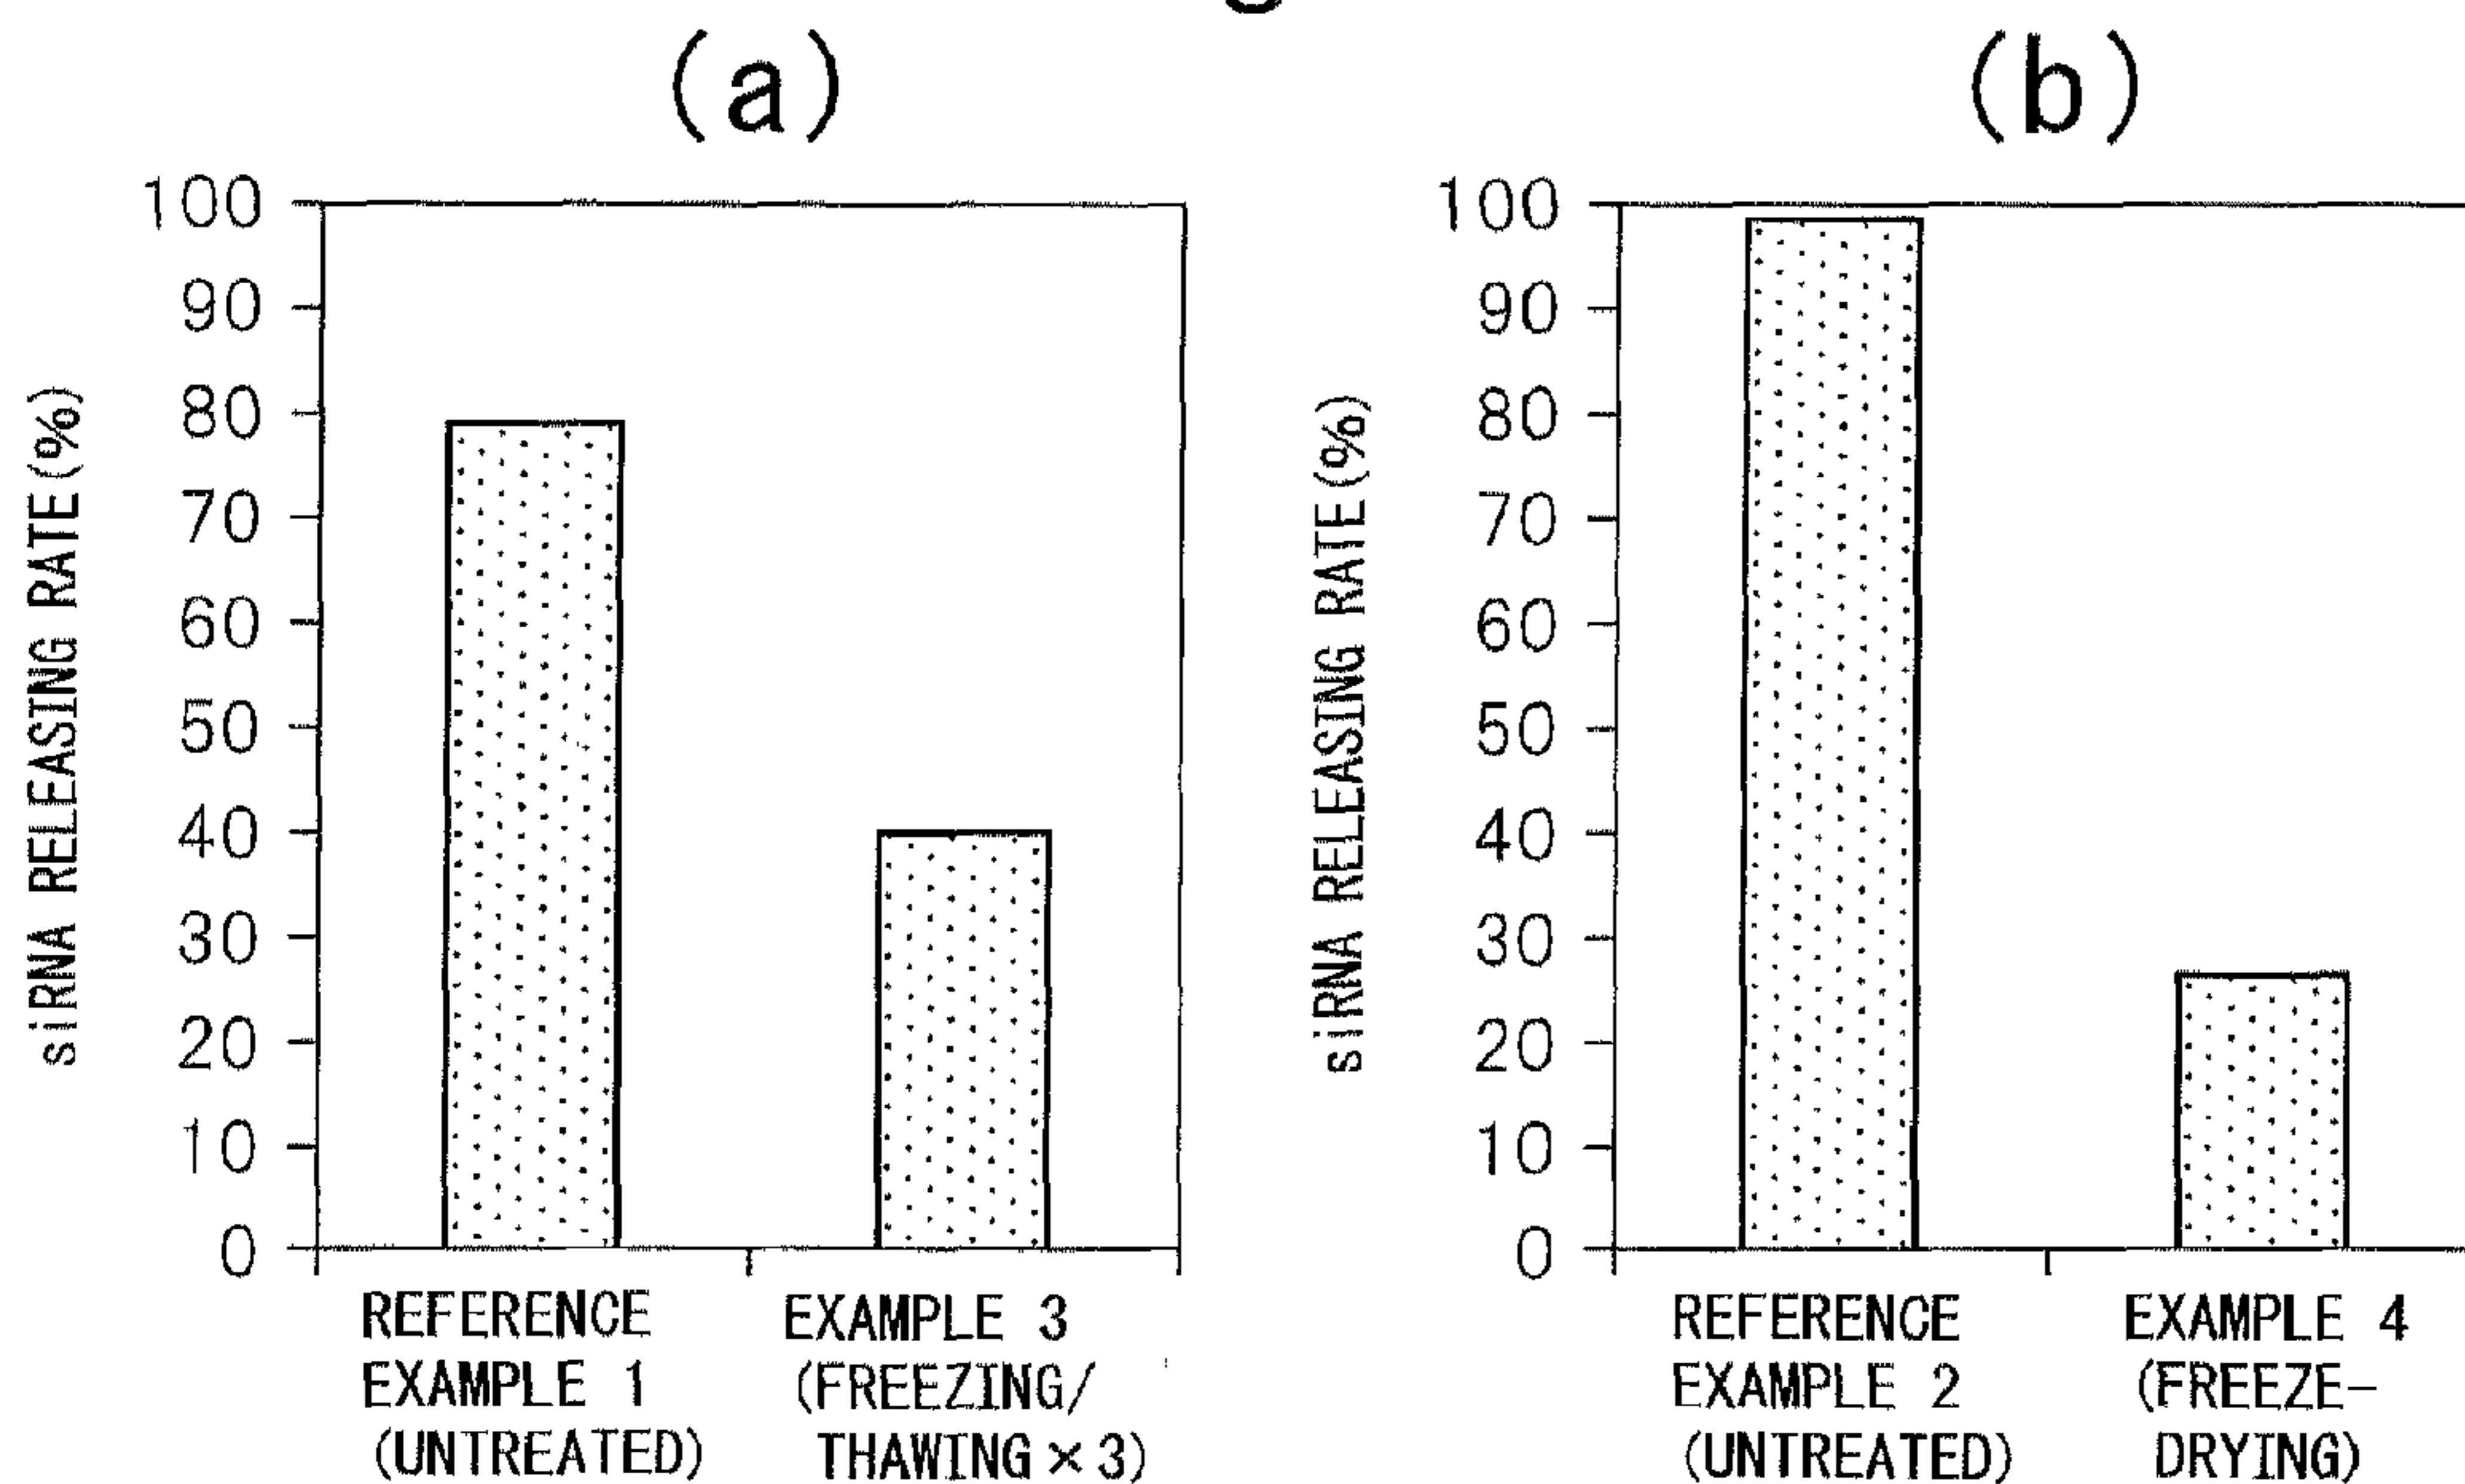 (a)
100
90
80
70
60
50
40
30
20
10
0
siRNA RELEASING RATE(%)
REFERENCE
EXAMPLE 1
(UNTREATED)
EXAMPLE 3
(FREEZING/
THAWING×3)
(b)
100
90
80
70
60
50
40
30
20
10
0
siRNA RELEASING RATE(%)
REFERENCE
EXAMPLE 2
(UNTREATED)
EXAMPLE 4
(FREEZE-
DRYING)